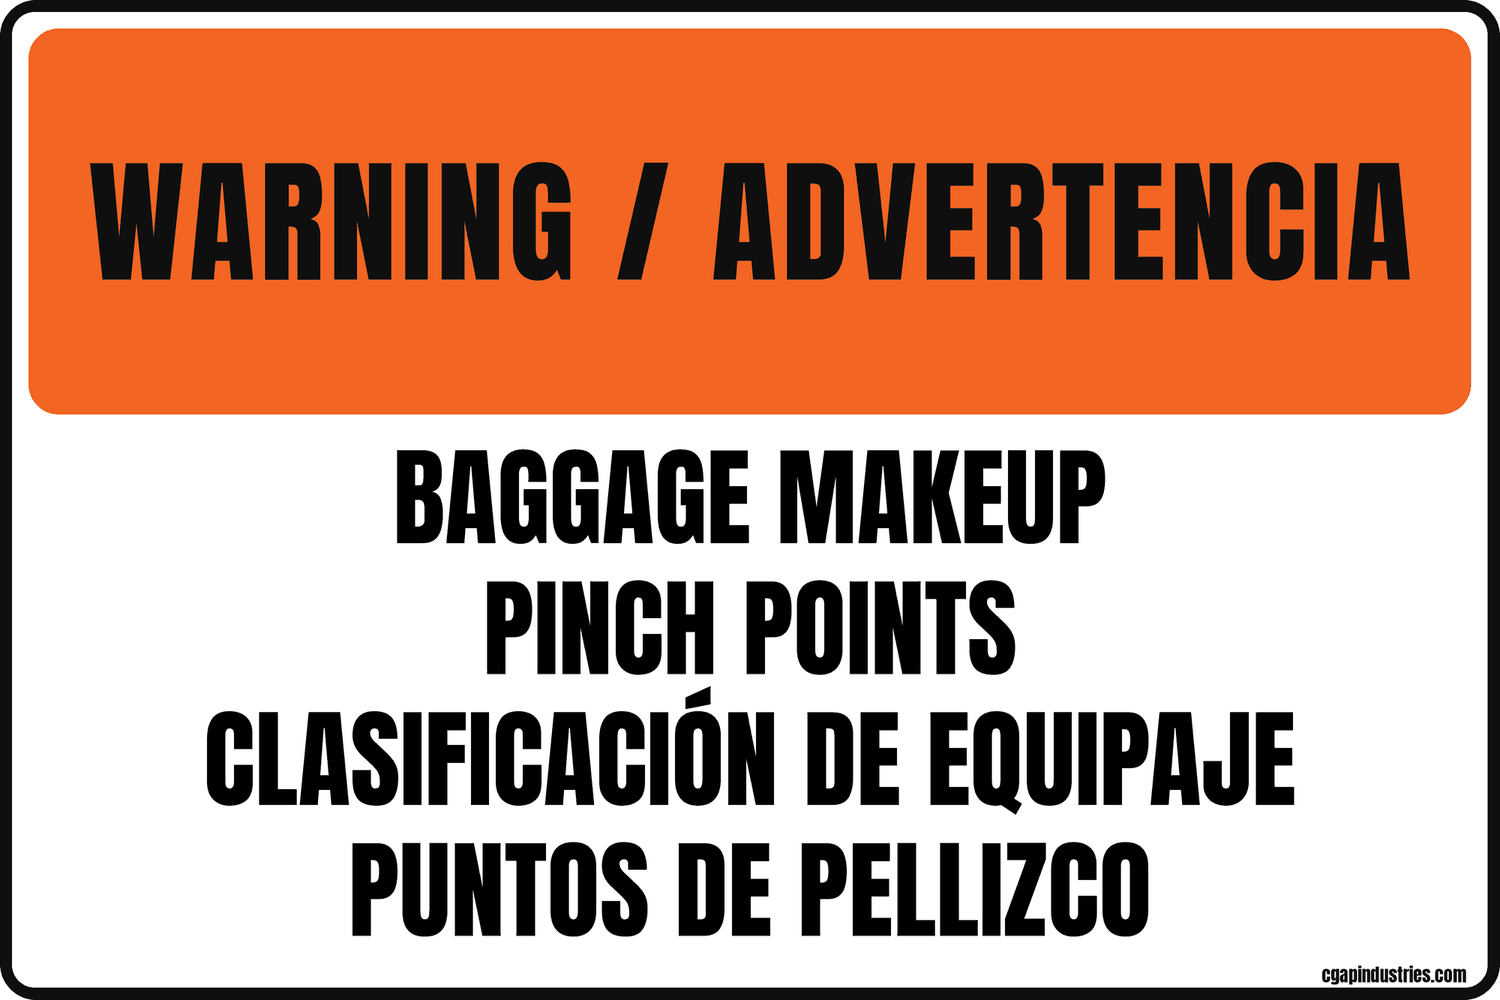 WARNING / ADVERTENCIA
BAGGAGE MAKEUP
PINCH POINTS
CLASIFICACIÓN DE EQUIPAJE
PUNTOS DE PELLIZCO
cgapindustries.com